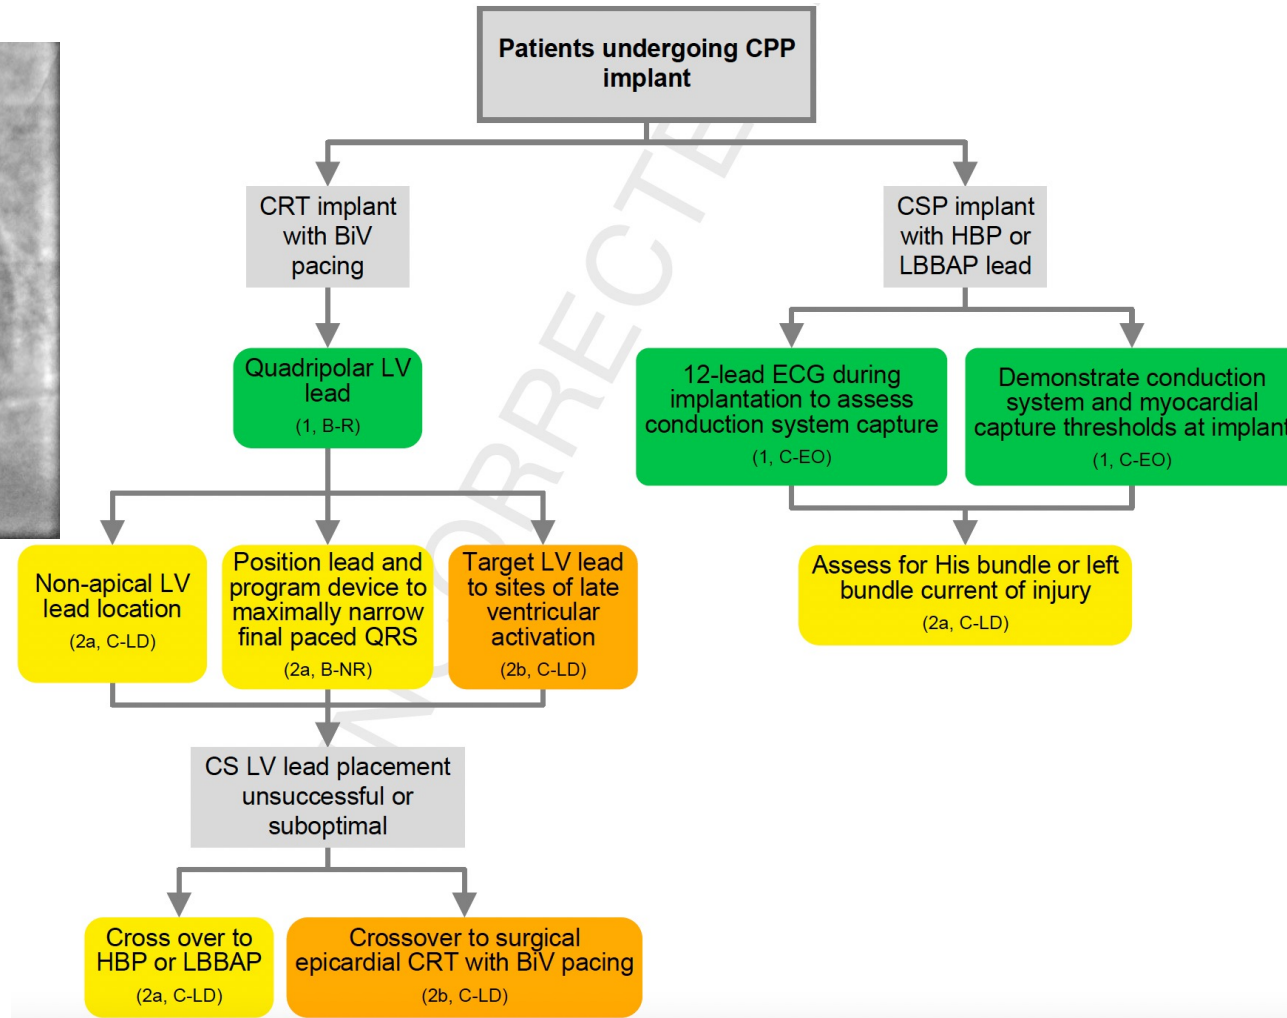 Patients undergoing CPP
implant
CRT implant
with BiV
pacing
CSP implant
with HBP or
LBBAP lead
Quadripolar LV
lead
(1, B-R)
12-lead ECG during
implantation to assess
conduction system capture
(1, C-EO)
Demonstrate conduction
system and myocardial
capture thresholds at implant
(1, C-EO)
Non-apical LV
lead location
(2a, C-LD)
Position lead and
program device to
maximally narrow
final paced QRS
(2a, B-NR)
Target LV lead
to sites of late
ventricular
activation
(2b, C-LD)
Assess for His bundle or left
bundle current of injury
(2a, C-LD)
CS LV lead placement
unsuccessful or
suboptimal
Cross over to
HBP or LBBAP
(2a, C-LD)
Crossover to surgical
epicardial CRT with BiV pacing
(2b, C-LD)
NCORRECTE